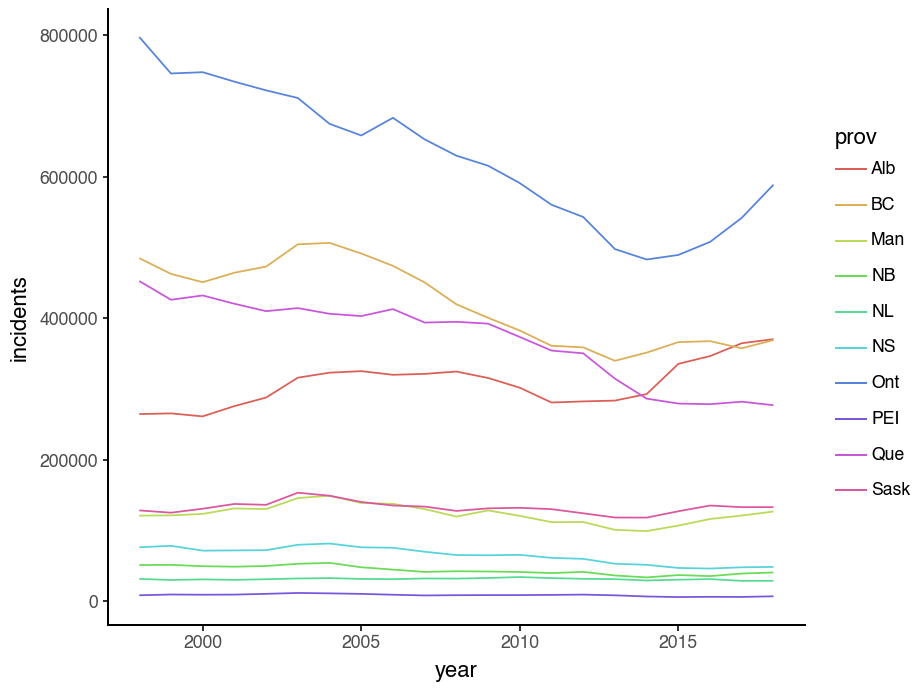 800000
600000
400000
200000
0
incidents
2000
2005
2010
2015
year
prov
Alb
BC
Man
NB
NL
NS
Ont
PEI
Que
Sask